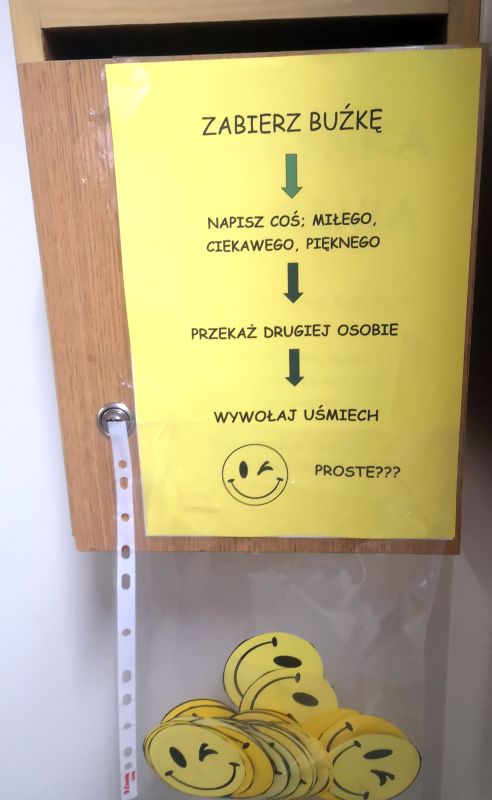 ZABIERZ BUŹKĘ
NAPISZ COŚ; MIŁEGO,
CIEKAWEGO, PIĘKNEGO
PRZEKAŻ DRUGIEJ OSOBIE
WYWOŁAJ UŚMIECH
PROSTE???